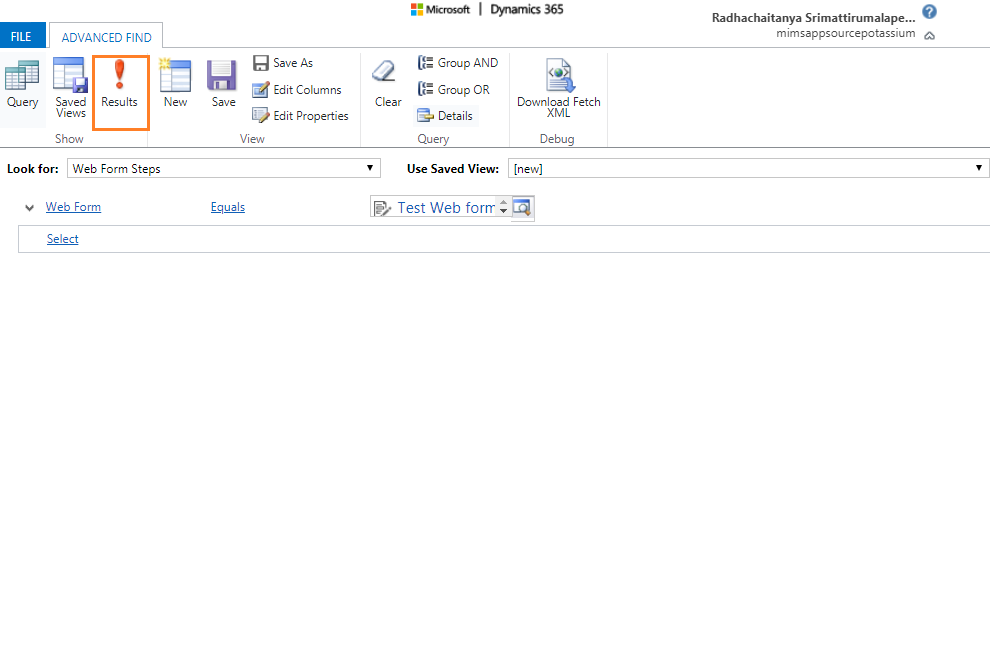 Microsoft | Dynamics 365
Radhachaitanya Srimattirumalape...
mimsappsourcepotassium
FILE
ADVANCED FIND
Query
Saved Views
Results
New
Save
Save As
Edit Columns
Edit Properties
Clear
Group AND
Group OR
Details
Download Fetch XML
Show
View
Query
Debug
Look for: Web Form Steps
Use Saved View: [new]
Web Form Equals Test Web form
Select